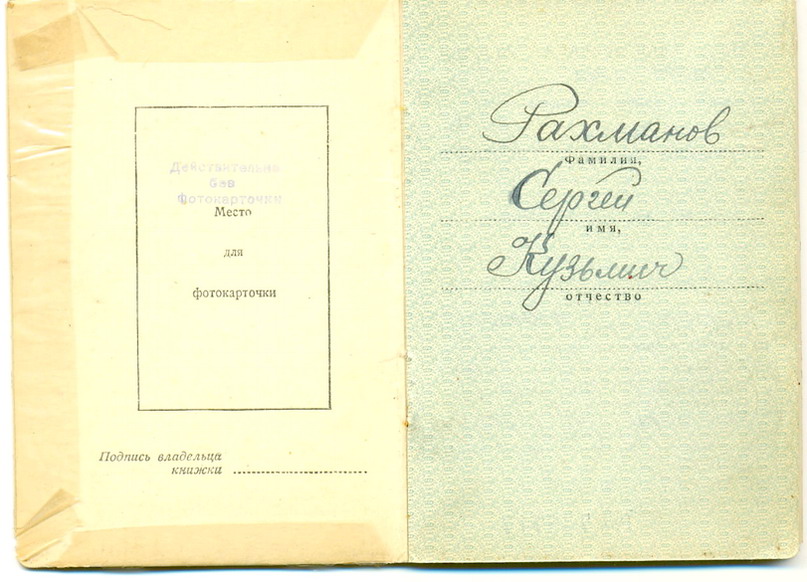 Действительна
без
фотокарточки
Место
для
фотокарточки
Подпись владельца
книжки
Рахманов
Фамилия,
Сергей
имя,
Кузьмич
отчество